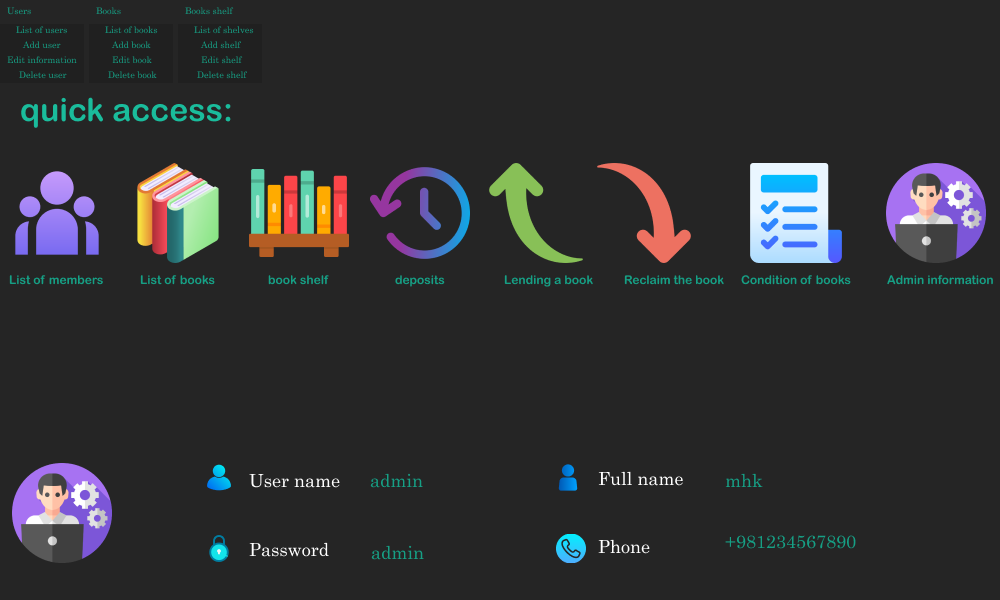 Users Books Books shelf
List of users List of books List of shelves
Add user Add book Add shelf
Edit information Edit book Edit shelf
Delete user Delete book Delete shelf
quick access:
List of members List of books book shelf deposits Lending a book Reclaim the book Condition of books Admin information
User name admin Full name mhk
Password admin Phone +981234567890